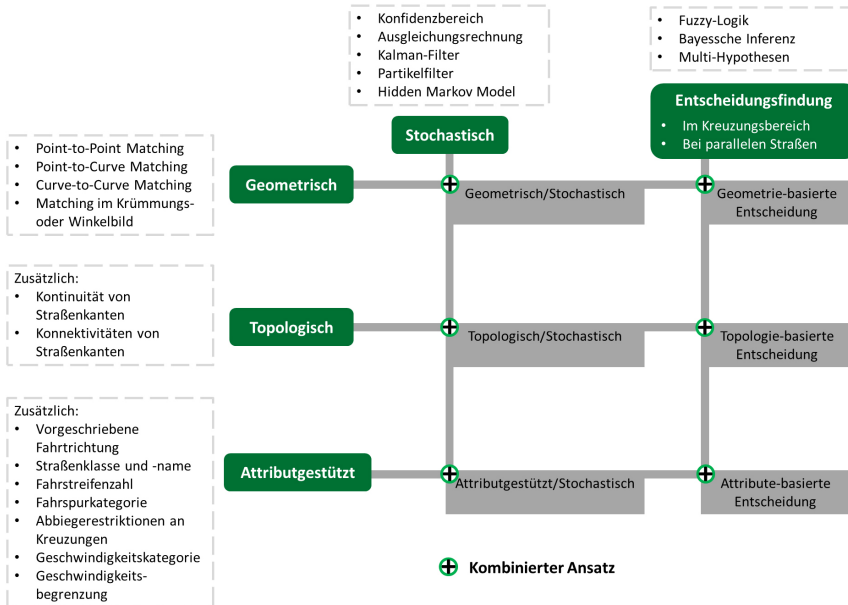 • Konfidenzbereich
• Ausgleichungsrechnung
• Kalman-Filter
• Partikelfilter
• Hidden Markov Model
• Fuzzy-Logik
• Bayessche Inferenz
• Multi-Hypothesen
Stochastisch
Entscheidungsfindung
• Im Kreuzungsbereich
• Bei parallelen Straßen
• Point-to-Point Matching
• Point-to-Curve Matching
• Curve-to-Curve Matching
• Matching im Krümmungs-
oder Winkelbild
Geometrisch
Geometrisch/Stochastisch
Geometrie-basierte
Entscheidung
Zusätzlich:
• Kontinuität von
Straßenkanten
• Konnektivitäten von
Straßenkanten
Topologisch
Topologisch/Stochastisch
Topologie-basierte
Entscheidung
Zusätzlich:
• Vorgeschriebene
Fahrtrichtung
• Straßenklasse und -name
• Fahrstreifenzahl
• Fahrspurkategorie
• Abbiegerestriktionen an
Kreuzungen
• Geschwindigkeitskategorie
• Geschwindigkeits-
begrenzung
Attributgestützt
Attributgestützt/Stochastisch
Attribute-basierte
Entscheidung
Kombinierter Ansatz